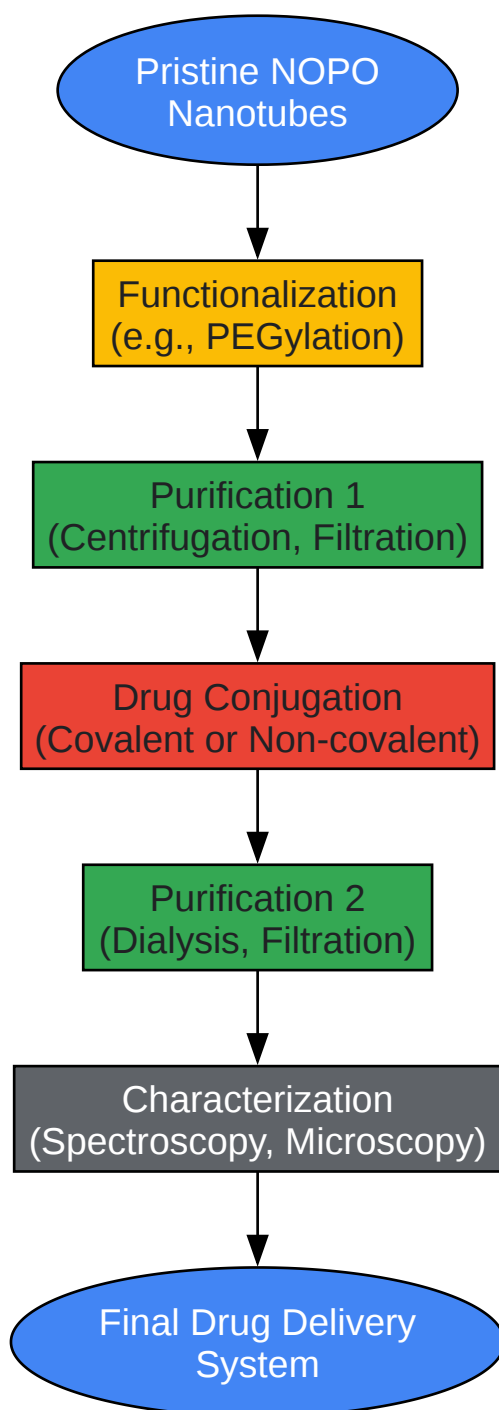 Pristine NOPO
Nanotubes
Functionalization
(e.g., PEGylation)
Purification 1
(Centrifugation, Filtration)
Drug Conjugation
(Covalent or Non-covalent)
Purification 2
(Dialysis, Filtration)
Characterization
(Spectroscopy, Microscopy)
Final Drug Delivery
System